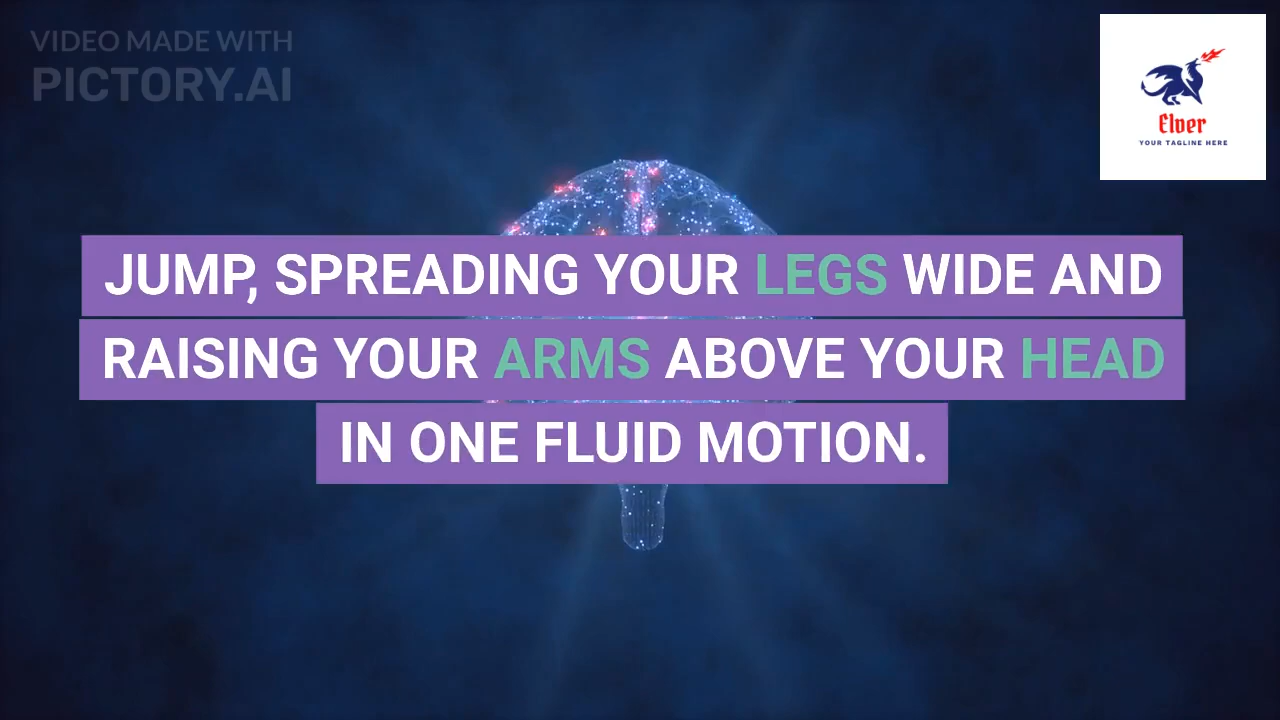 VIDEO MADE WITH
PICTORY.AI
Elver
YOUR TAGLINE HERE
JUMP, SPREADING YOUR LEGS WIDE AND
RAISING YOUR ARMS ABOVE YOUR HEAD
IN ONE FLUID MOTION.